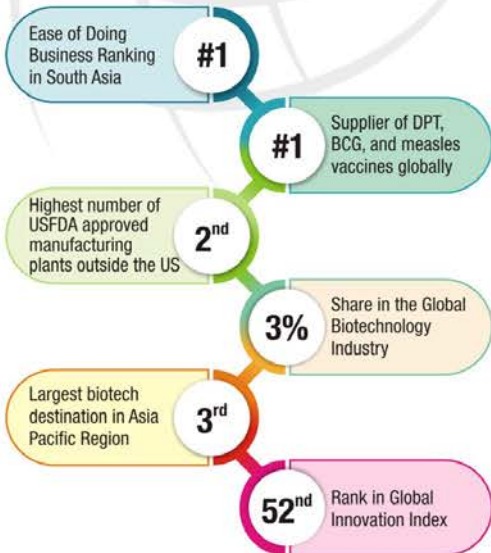 Ease of Doing
Business Ranking
in South Asia
#1
#1
Supplier of DPT,
BCG, and measles
vaccines globally
Highest number of
USFDA approved
manufacturing
plants outside the US
2nd
3%
Share in the Global
Biotechnology
Industry
Largest biotech
destination in Asia
Pacific Region
3rd
52nd
Rank in Global
Innovation Index